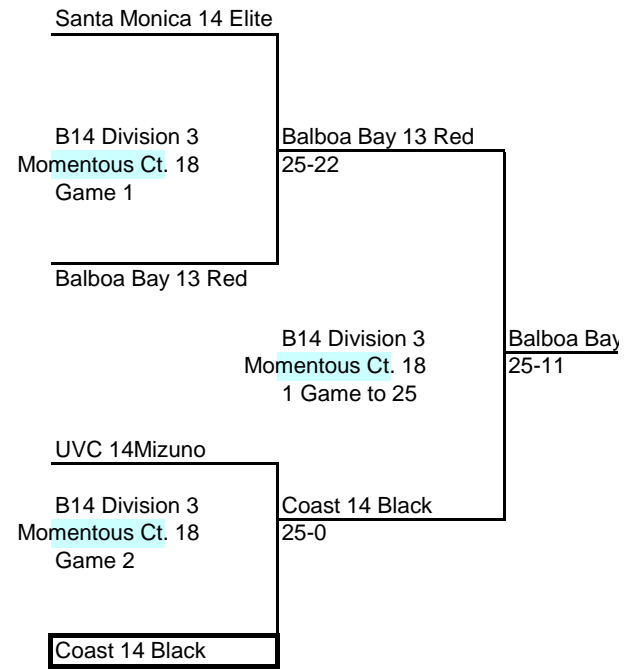 Santa Monica 14 Elite
B14 Division 3
Momentous Ct. 18
Game 1
Balboa Bay 13 Red
25-22
Balboa Bay 13 Red
B14 Division 3
Momentous Ct. 18
1 Game to 25
Balboa Bay
25-11
UVC 14Mizuno
B14 Division 3
Momentous Ct. 18
Game 2
Coast 14 Black
25-0
Coast 14 Black